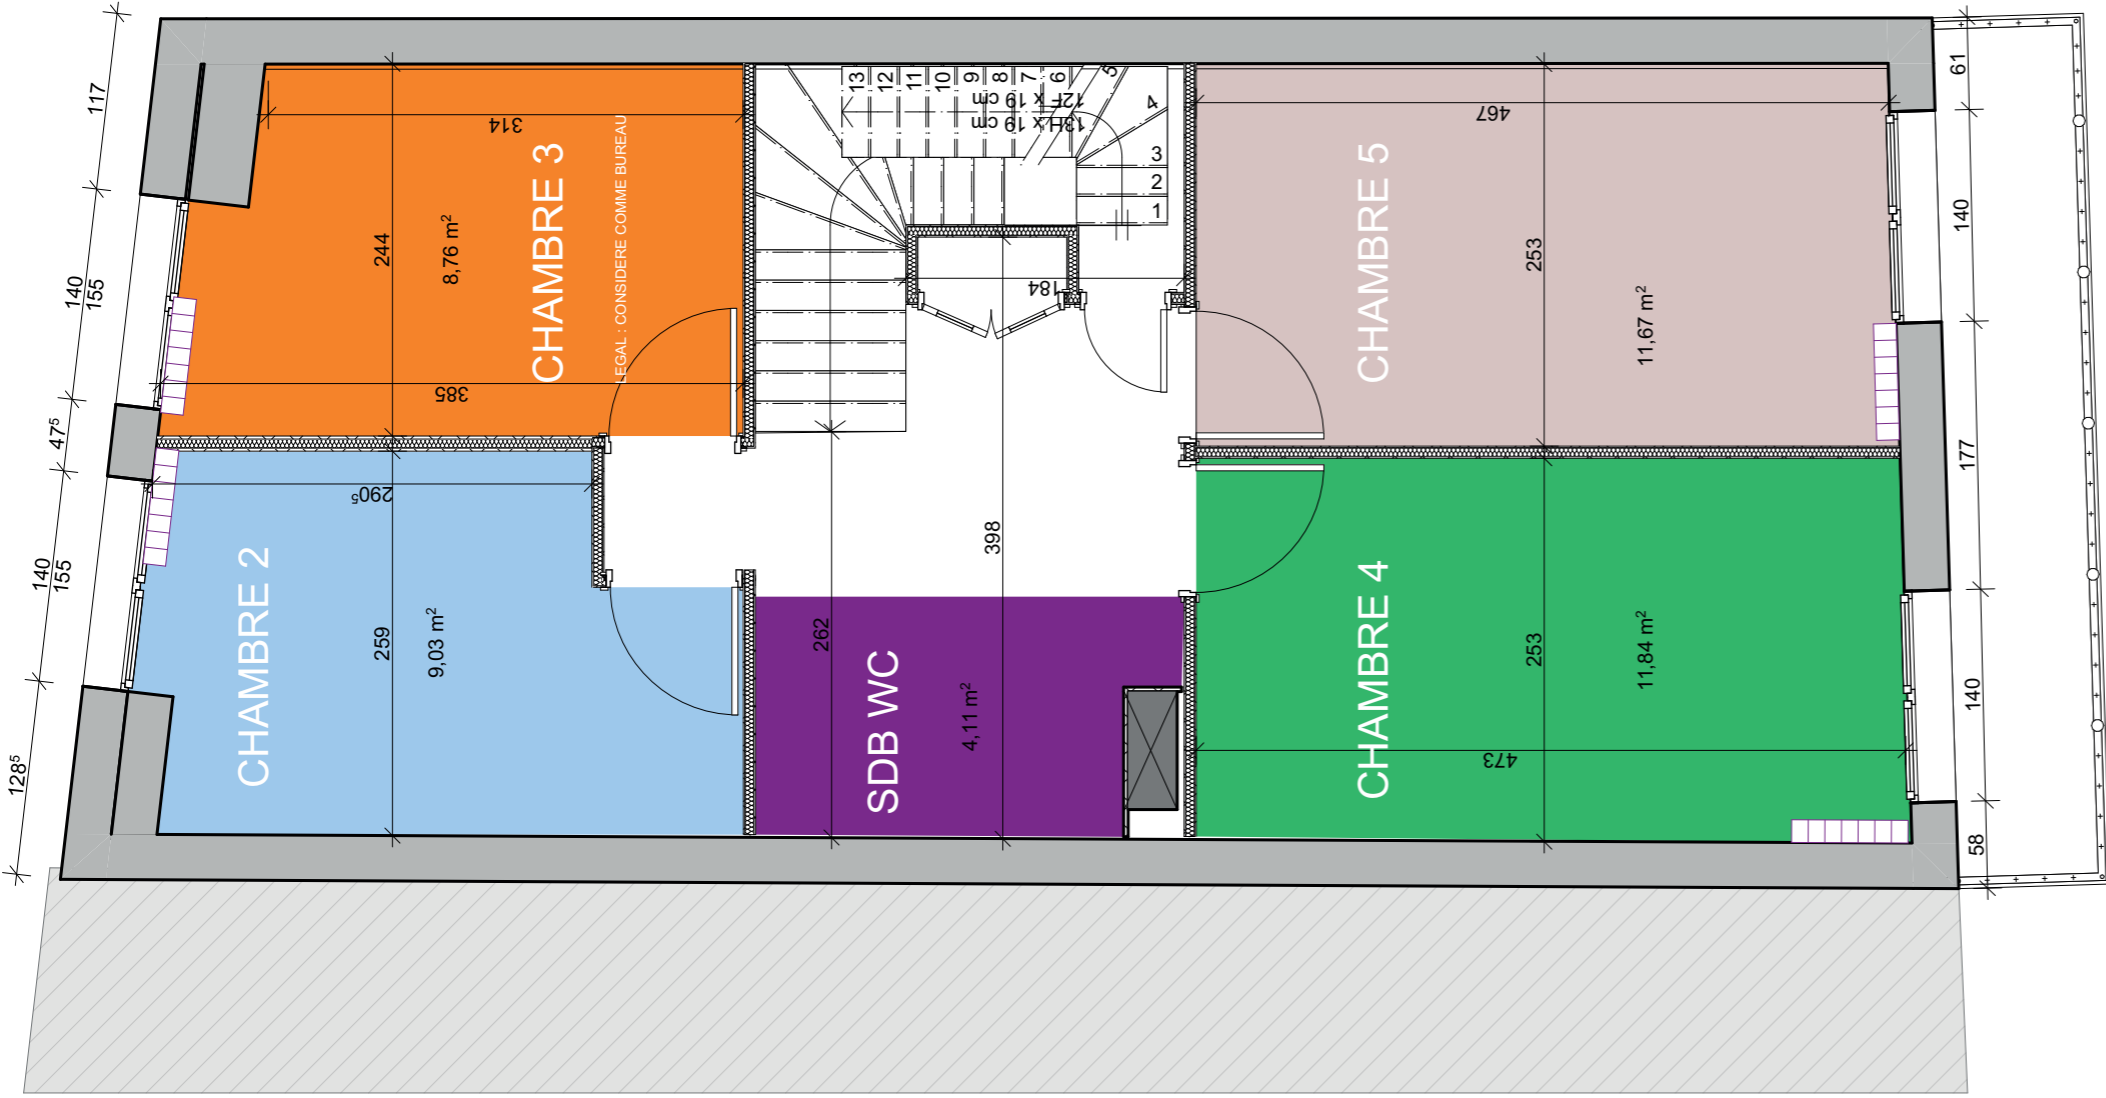 117
140
155
47⁵
140
155
128⁵
314
244
8,76 m²
CHAMBRE 3
LEGAL : CONSIDERE COMME BUREAU
385
290⁵
CHAMBRE 2
259
9,03 m²
13
12
11
10
9
8
7
6
5
4
3
2
1
13H x 19 cm
12F x 19 cm
184
398
262
SDB WC
4,11 m²
467
CHAMBRE 5
253
11,67 m²
CHAMBRE 4
253
11,84 m²
473
61
140
177
140
58